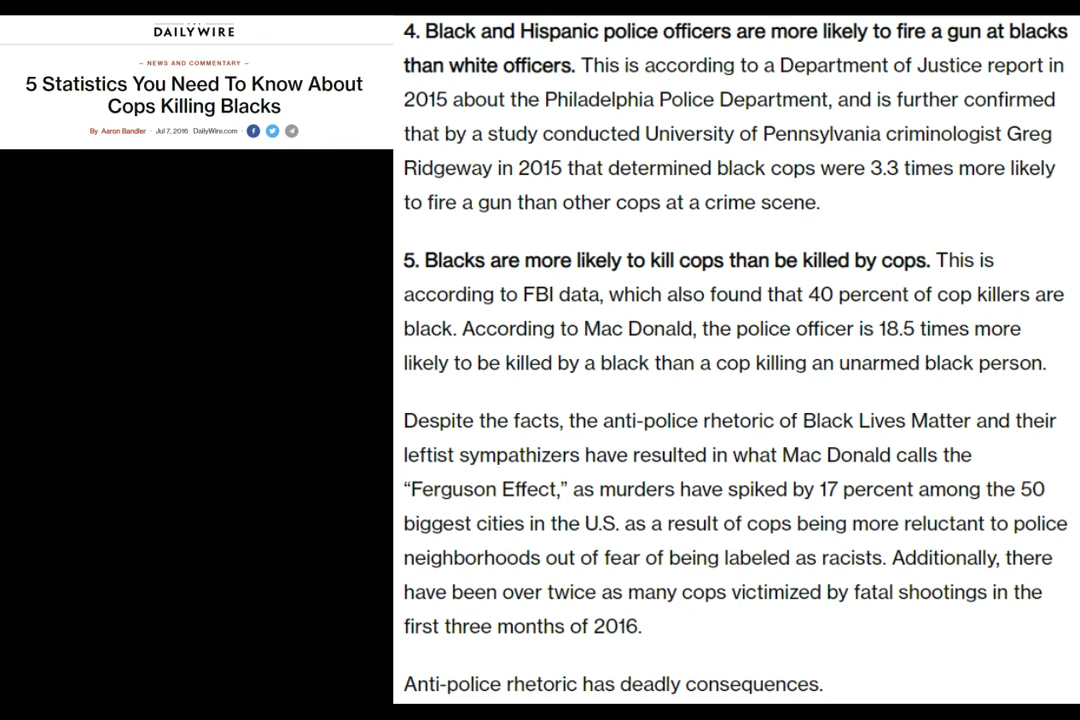 DAILYWIRE
– NEWS AND COMMENTARY –
5 Statistics You Need To Know About
Cops Killing Blacks
By Aaron Bandler · Jul 7, 2016 DailyWire.com
4. Black and Hispanic police officers are more likely to fire a gun at blacks
than white officers. This is according to a Department of Justice report in
2015 about the Philadelphia Police Department, and is further confirmed
that by a study conducted University of Pennsylvania criminologist Greg
Ridgeway in 2015 that determined black cops were 3.3 times more likely
to fire a gun than other cops at a crime scene.
5. Blacks are more likely to kill cops than be killed by cops. This is
according to FBI data, which also found that 40 percent of cop killers are
black. According to Mac Donald, the police officer is 18.5 times more
likely to be killed by a black than a cop killing an unarmed black person.
Despite the facts, the anti-police rhetoric of Black Lives Matter and their
leftist sympathizers have resulted in what Mac Donald calls the
“Ferguson Effect,” as murders have spiked by 17 percent among the 50
biggest cities in the U.S. as a result of cops being more reluctant to police
neighborhoods out of fear of being labeled as racists. Additionally, there
have been over twice as many cops victimized by fatal shootings in the
first three months of 2016.
Anti-police rhetoric has deadly consequences.